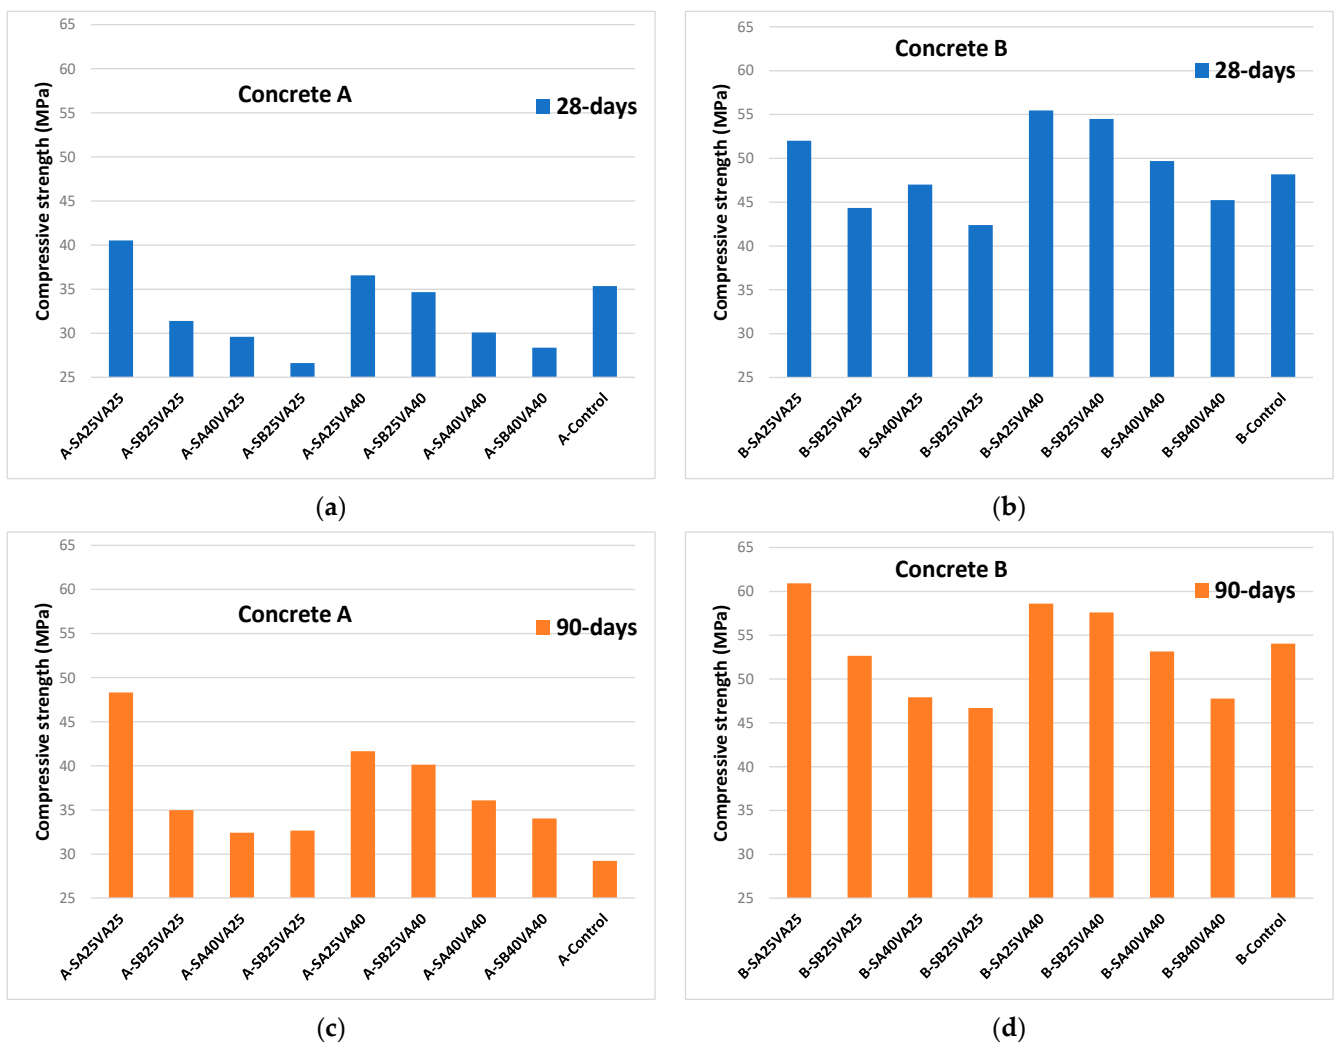 Concrete A
28-days
Compressive strength (MPa)
65
60
55
50
45
40
35
30
25
A-SA25VA25
A-SB25VA25
A-SA40VA25
A-SB25VA25
A-SA25VA40
A-SB25VA40
A-SA40VA40
A-SB40VA40
A-Control
(a)
Concrete B
28-days
Compressive strength (MPa)
65
60
55
50
45
40
35
30
25
B-SA25VA25
B-SB25VA25
B-SA40VA25
B-SB25VA25
B-SA25VA40
B-SB25VA40
B-SA40VA40
B-SB40VA40
B-Control
(b)
Concrete A
90-days
Compressive strength (MPa)
65
60
55
50
45
40
35
30
25
A-SA25VA25
A-SB25VA25
A-SA40VA25
A-SB25VA25
A-SA25VA40
A-SB25VA40
A-SA40VA40
A-SB40VA40
A-Control
(c)
Concrete B
90-days
Compressive strength (MPa)
65
60
55
50
45
40
35
30
25
B-SA25VA25
B-SB25VA25
B-SA40VA25
B-SB25VA25
B-SA25VA40
B-SB25VA40
B-SA40VA40
B-SB40VA40
B-Control
(d)